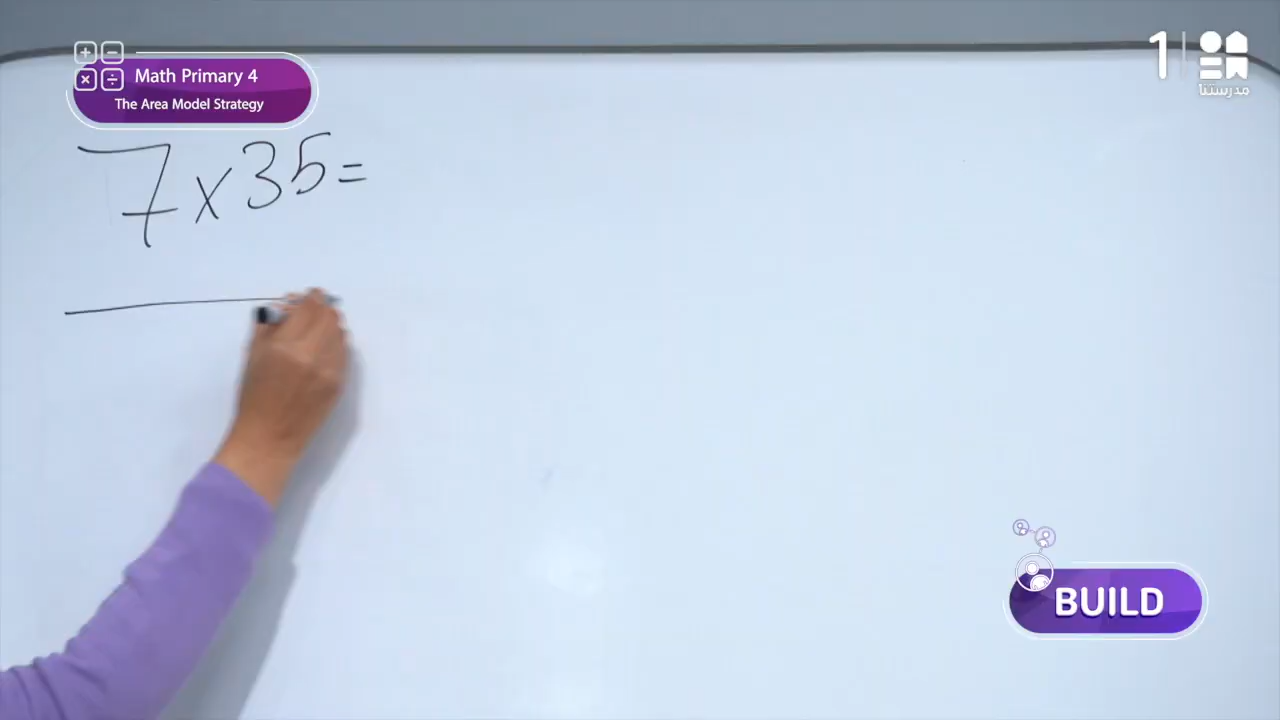 Math Primary 4
The Area Model Strategy
1
مدرستنا
7x35=
BUILD